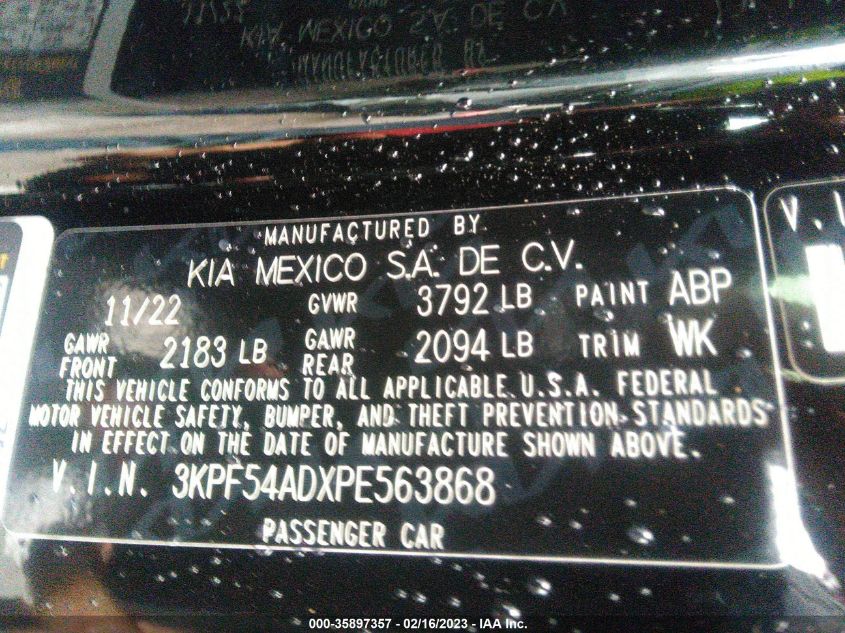 MANUFACTURED BY
KIA MEXICO S.A. DE C.V.
11/22 GVWR 3792 LB PAINT ABP
GAWR FRONT 2183 LB GAWR REAR 2094 LB TRIM WK
THIS VEHICLE CONFORMS TO ALL APPLICABLE U.S.A. FEDERAL
MOTOR VEHICLE SAFETY, BUMPER, AND THEFT PREVENTION STANDARDS
IN EFFECT ON THE DATE OF MANUFACTURE SHOWN ABOVE.
V.I.N. 3KPF54ADXPE563868
PASSENGER CAR
V.I
000-35897357 - 02/16/2023 - IAA Inc.